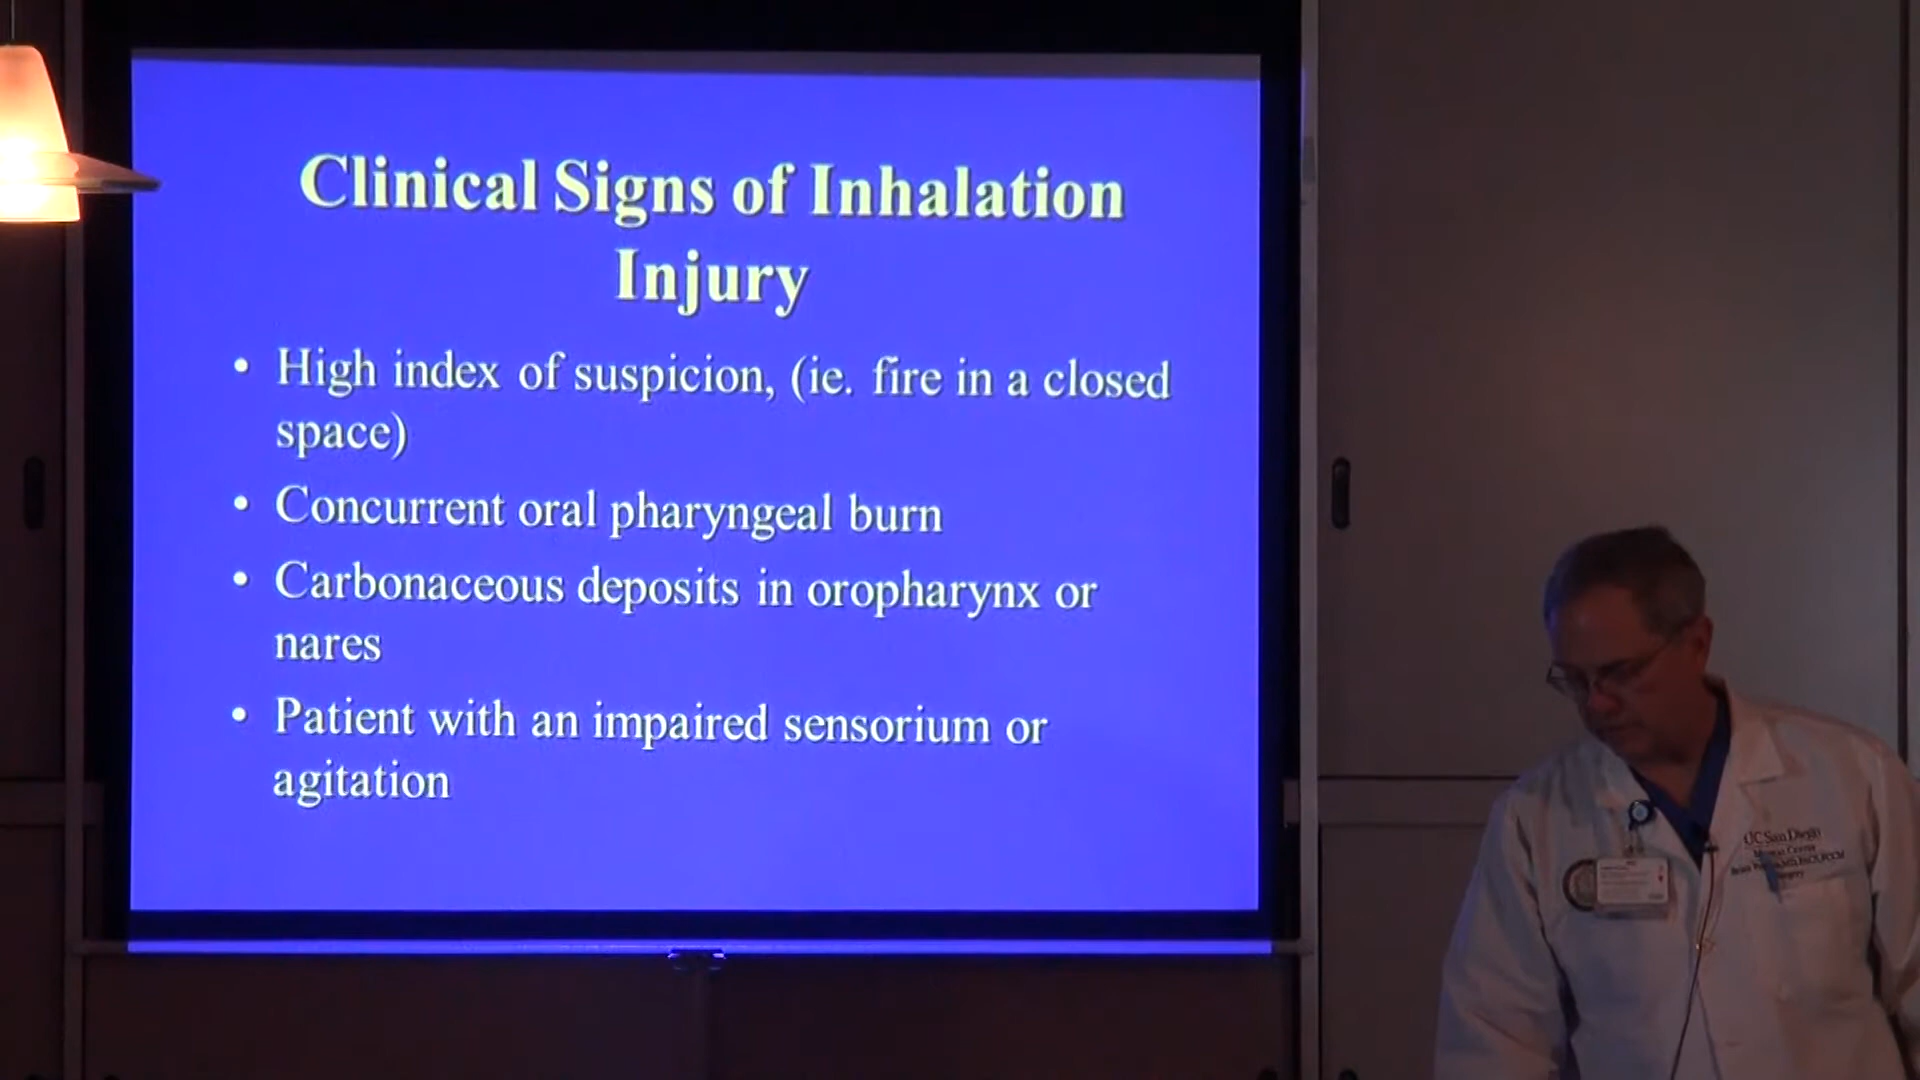 Clinical Signs of Inhalation
Injury
• High index of suspicion, (ie. fire in a closed
space)
• Concurrent oral pharyngeal burn
• Carbonaceous deposits in oropharynx or
nares
• Patient with an impaired sensorium or
agitation
UC San Diego
Center